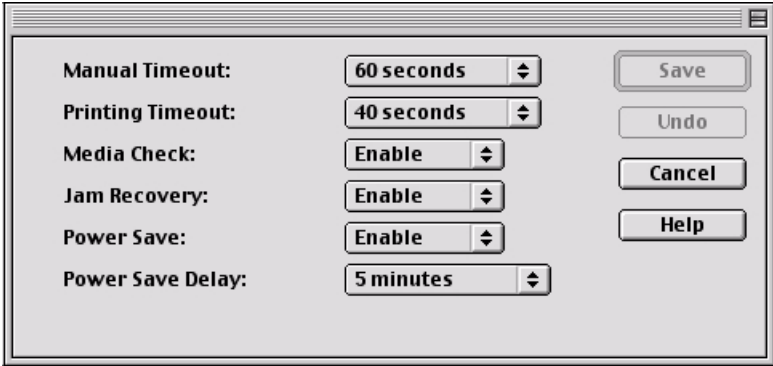 Manual Timeout: 60 seconds Save
Printing Timeout: 40 seconds Undo
Media Check: Enable
Cancel
Jam Recovery: Enable
Power Save: Enable Help
Power Save Delay: 5 minutes